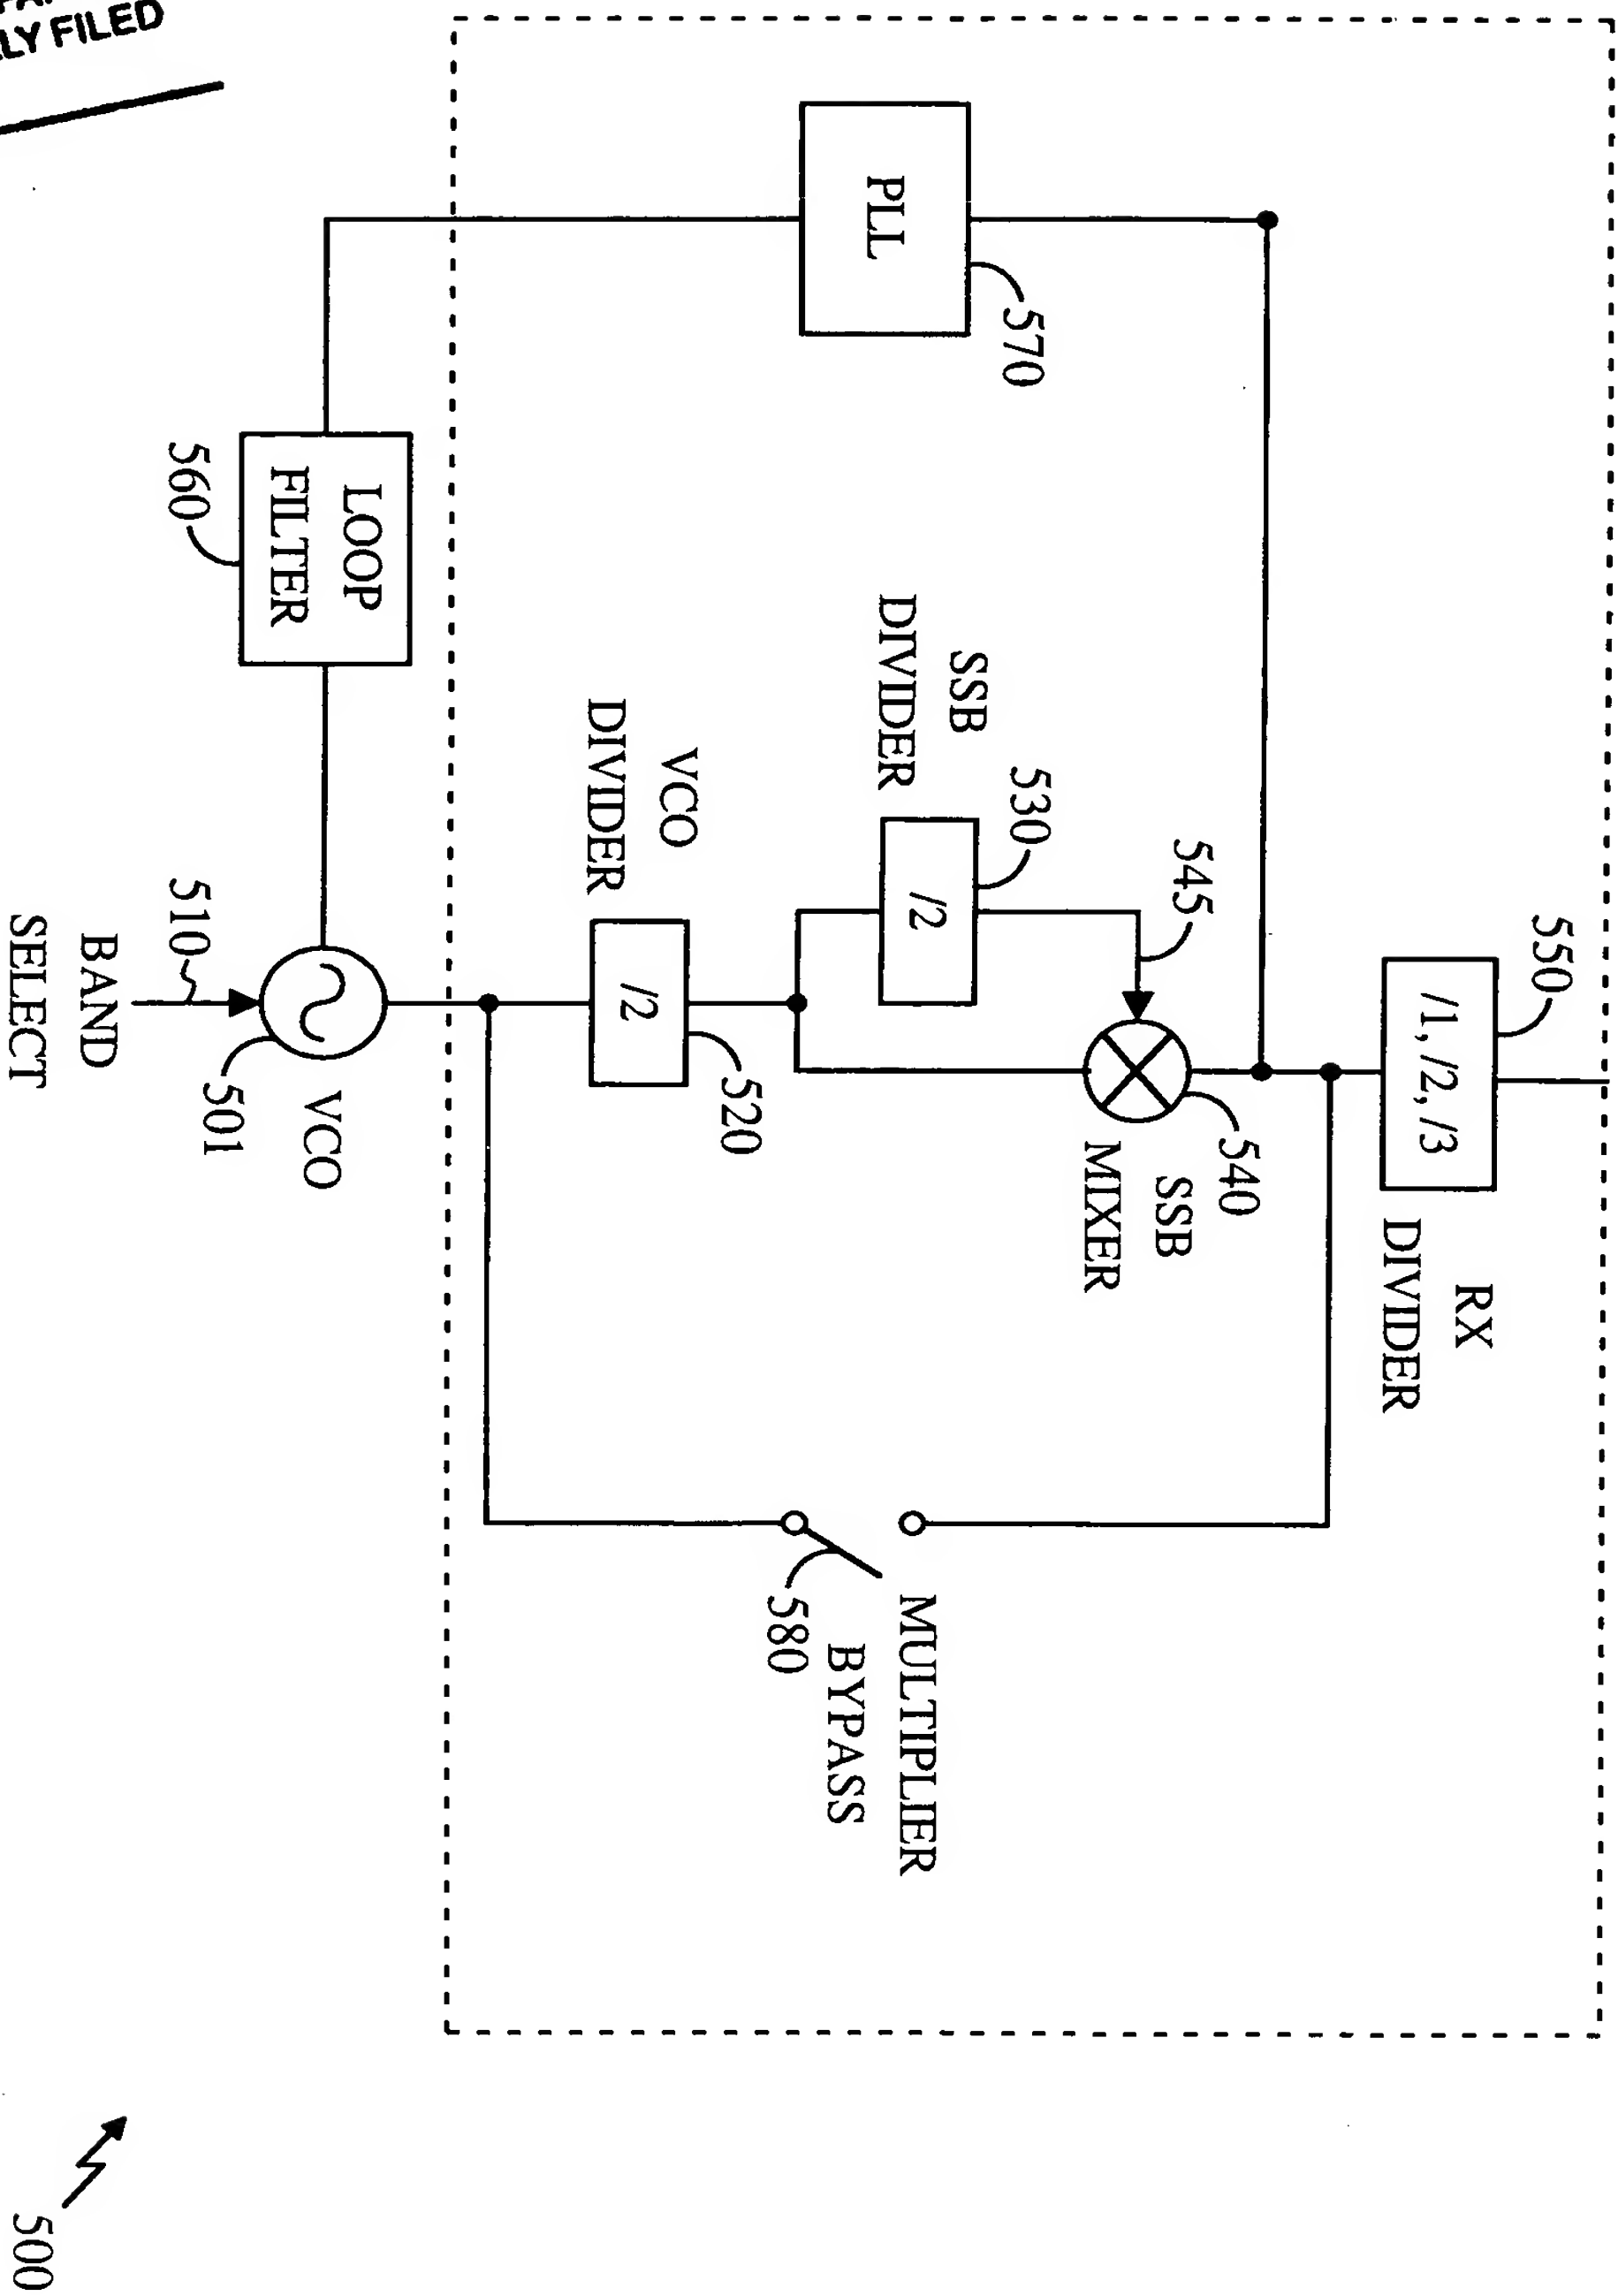 LY FILED
PLL
570
LOOP
FILTER
560
SSB
DIVIDER
530
/2
545
550
/1, /2, /3
RX
DIVIDER
VCO
DIVIDER
/2
520
540
SSB
MIXER
510
BAND
SELECT
501
VCO
580
MULTIPLIER
BYPASS
500